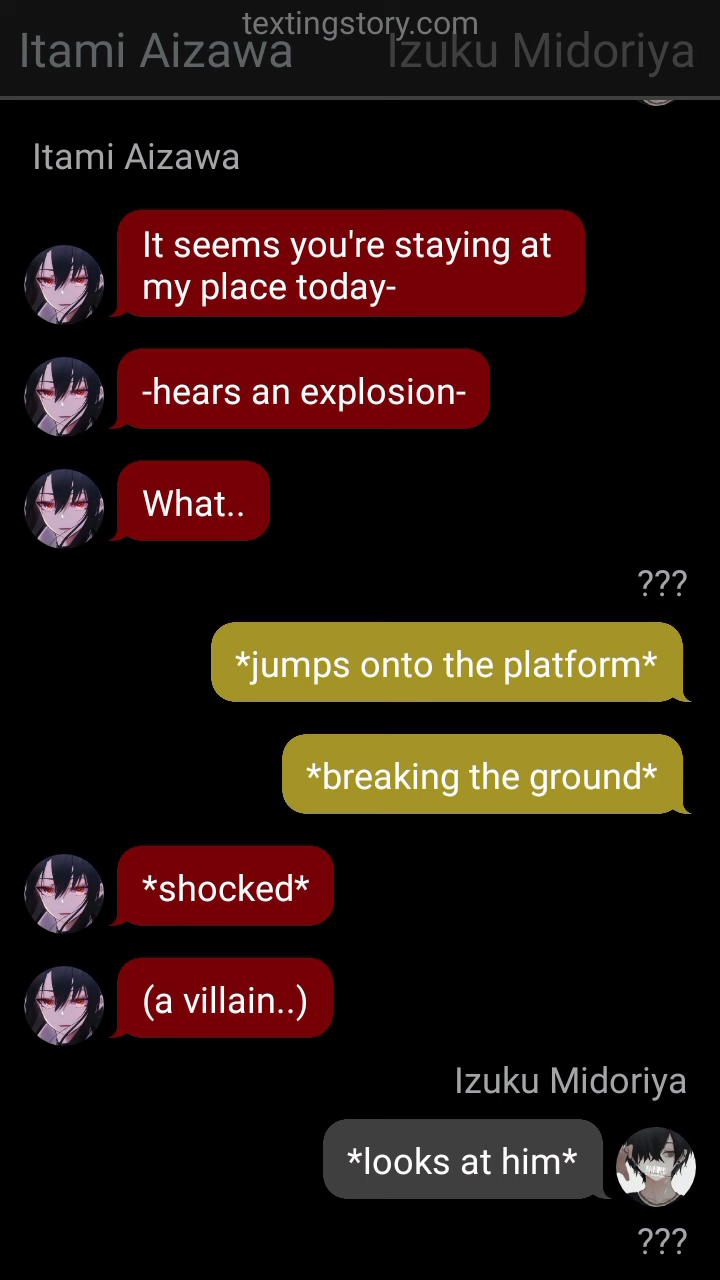 textingstory.com
Itami Aizawa
Izuku Midoriya
Itami Aizawa
It seems you're staying at
my place today-
-hears an explosion-
What..
???
*jumps onto the platform*
*breaking the ground*
*shocked*
(a villain..)
Izuku Midoriya
*looks at him*
???